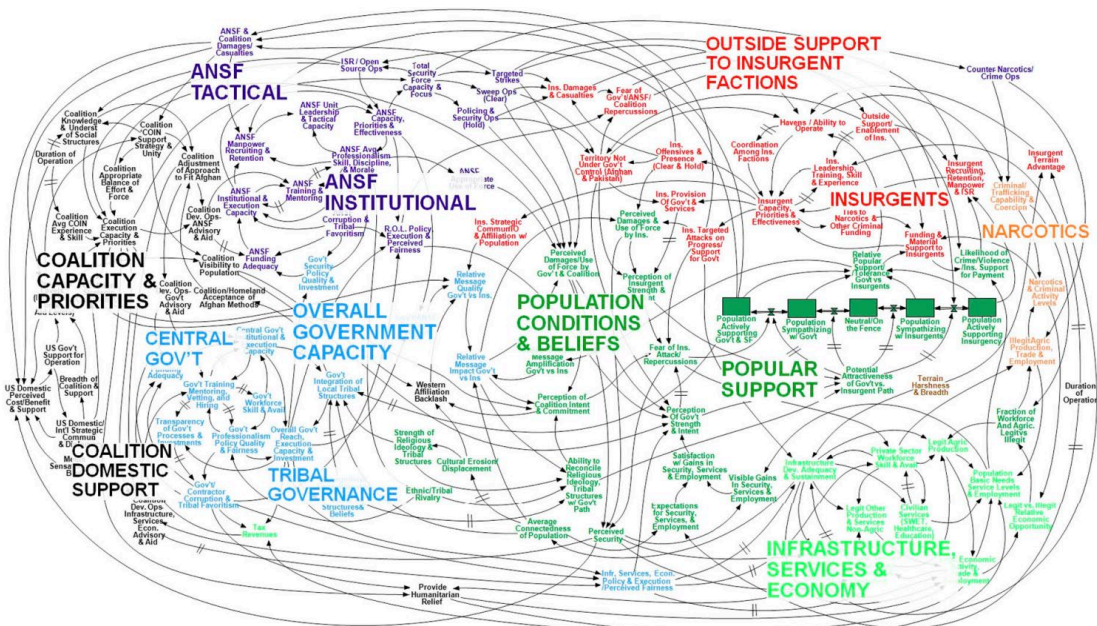 ANSF &
Coalition
Damages/
Casualties
ANSF
TACTICAL
ISR / Open
Source Ops
Total
Security
Force
Capacity
& Focus
Targeted
Strikes
Sweep Ops
(Clear)
Policing &
Security Ops
(Hold)
Ins. Damages
& Casualties
Fear of
Gov't/ANSF/
Coalition
Repercussions
OUTSIDE SUPPORT
TO INSURGENT
FACTIONS
Counter Narcotics/
Crime Ops
Coalition
Knowledge
& Underst.
of Social
Structures
Coalition
COIN
Support
Strategy &
Unity
ANSF Unit
Leadership
& Tactical
Capacity
ANSF
Capacity,
Priorities &
Effectiveness
ANSF
Manpower
Recruiting &
Retention
ANSF Avg
Professionalism
Skill, Discipline,
& Morale
Havens / Ability to
Operate
Outside
Support/
Enablement
of Ins.
Coordination
Among Ins.
Factions
Ins.
Offensives &
Presence
(Clear & Hold)
Territory Not
Under Gov't
Control (Afghan
& Pakistan)
Ins.
Leadership,
Training, Skill
& Experience
Insurgent
Recruiting,
Retention,
Manpower
& ISR
Insurgent
Terrain
Advantage
Duration of
Operation
Coalition
Appropriate
Balance of
Effort &
Force
Coalition
Adjustment of
Approach to
Fit Afghan
ANSF
Training &
Mentoring
ANSF
INSTITUTIONAL
ANSF
Institutional
& Execution
Capacity
Ins. Provision
Of Gov't &
Services
Insurgent
Capacity,
Priorities &
Effectiveness
INSURGENTS
Criminal/
Trafficking
Capability &
Coercion
NARCOTICS
Coalition
Avg COIN
Experience
& Skill
Coalition
Execution
Capacity
& Priorities
Coalition
Dev. Ops-
ANSF
Advisory
& Aid
Corruption &
Tribal
Favoritism
R.O.L. Policy
Execution &
Perceived
Fairness
Ins. Strategic
Commun/IO
& Affiliation w/
Population
Perceived
Damages &
Use of Force
by Ins.
Ins. Targeted
Attacks on
Progress/
Support
for Gov't
Ties to
Narcotics &
Other Criminal
Funding
Funding &
Material Support to
Insurgents
ANSF
Funding
Adequacy
COALITION
CAPACITY &
PRIORITIES
Coalition
Visibility to
Population
Coalition/Homeland
Acceptance of
Afghan Methods
Gov't
Security
Policy
Quality &
Investment
Relative
Message
Quality
Gov't vs Ins.
Perceived
Damages/Use
of Force by
Gov't & Coalition
Perception of
Insurgent
Strength &
Relative
Popular
Support/
Tolerance
Gov't vs
Insurgents
Likelihood of
Crime/Violence
/Ins. Support
for Payment
Narcotics
& Criminal
Activity
Levels
OVERALL
GOVERNMENT
CAPACITY
POPULATION
CONDITIONS
& BELIEFS
Population
Actively
Supporting
Gov't & SF
Population
Sympathizing
w/ Gov't
Neutral/On
the Fence
Population
Sympathizing
w/ Insurgents
Population
Actively
Supporting
Insurgency
CENTRAL
GOV'T
US Gov't
Support for
Operation
Relative
Message
Impact Gov't
vs Ins
Message
Amplification
Gov't vs Ins
Fear of Ins.
Attack/
Repercussions
POPULAR
SUPPORT
Potential
Attractiveness
of Gov't vs.
Insurgent Path
Terrain
Harshness
& Breadth
Illegit Agric
Production,
Trade &
Employment
Duration
of
Operation
US Domestic
Perceived
Cost/Benefit
& Support
Breadth of
Coalition &
Support
Gov't Training
Mentoring,
Vetting, and
Hiring
Gov't
Workforce
Skill & Avail
Gov't
Integration of
Local Tribal
Structures
Western
Affiliation
Backlash
Perception of
Coalition Intent
& Commitment
Perception
Of Gov't
Strength
& Intent
Fraction of
Workforce
And Agric.
Legit vs
Illegit
Transparency
of Gov't
Processes &
Investments
Gov't
Professionalism
Policy Quality
& Fairness
Overall Gov't
Reach,
Execution
Capacity &
Investment
COALITION
DOMESTIC
SUPPORT
TRIBAL
GOVERNANCE
Strength of
Religious
Ideology &
Tribal
Structures
Cultural Erosion/
Displacement
Ethnic/Tribal
Rivalry
Ability to
Reconcile
Religious
Ideology,
Tribal
Structures
w/ Gov't Path
Satisfaction
w/ Gains in
Security,
Services &
Employment
Visible Gains
In Security,
Services &
Employment
Infrastructure
Dev. Adequacy
& Sustainment
Private Sector
Workforce
Skill & Avail
Legit Agric
Production
Population
Basic Needs
Service Levels
& Employment
Gov't/
Contractor
Corruption &
Tribal Favoritism
Dev. Ops
Infrastructure,
Services,
Econ.
Advisory
& Aid
Tax
Revenues
Average
Connectedness
of Population
Perceived
Security
Expectations
for Security,
Services, &
Employment
Legit Other
Production
& Services
Non-Agric
Civilian
Services
(SWET,
Healthcare,
Education)
Legit vs. Illegit
Relative
Economic
Opportunity
INFRASTRUCTURE,
SERVICES &
ECONOMY
Infr, Services, Econ.
Policy & Execution
/Perceived Fairness
Provide
Humanitarian
Relief